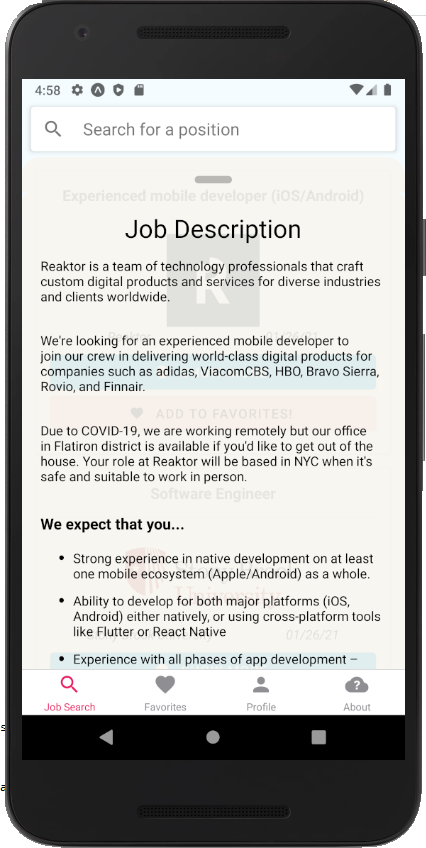 4:58
Search for a position
Experienced mobile developer (iOS/Android)
Job Description
Reaktor is a team of technology professionals that craft
custom digital products and services for diverse industries
and clients worldwide.
R
We're looking for an experienced mobile developer to
join our crew in delivering world-class digital products for
companies such as adidas, ViacomCBS, HBO, Bravo Sierra,
Rovio, and Finnair.
ADD TO FAVORITES!
Due to COVID-19, we are working remotely but our office
in Flatiron district is available if you'd like to get out of the
house. Your role at Reaktor will be based in NYC when it's
safe and suitable to work in person.
Software Engineer
We expect that you...
• Strong experience in native development on at least
one mobile ecosystem (Apple/Android) as a whole.
• Ability to develop for both major platforms (iOS,
Android) either natively, or using cross-platform tools
like Flutter or React Native
01/26/21
• Experience with all phases of app development –
Job Search Favorites Profile About